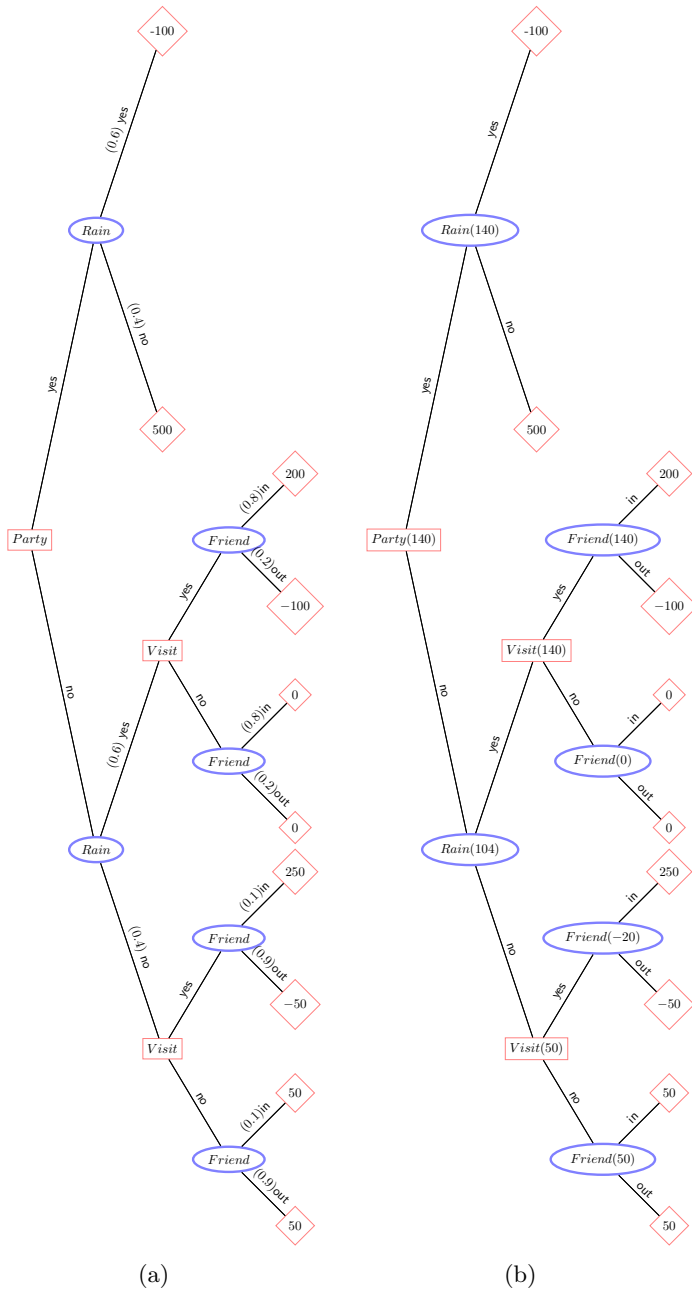 -100
(0.6) yes
Rain
(0.4) no
yes
500
200
(0.8)in
Party
Friend
(0.2)out
yes
−100
Visit
no
no
0
(0.8)in
(0.6) yes
Friend
(0.2)out
0
Rain
250
(0.1)in
(0.4) no
Friend
(0.9)out
yes
−50
Visit
no
50
(0.1)in
Friend
(0.9)out
50
(a)
-100
yes
Rain(140)
no
yes
500
200
in
Party(140)
Friend(140)
out
yes
−100
Visit(140)
no
no
0
in
yes
Friend(0)
out
0
Rain(104)
250
in
no
Friend(−20)
out
yes
−50
Visit(50)
no
50
in
Friend(50)
out
50
(b)